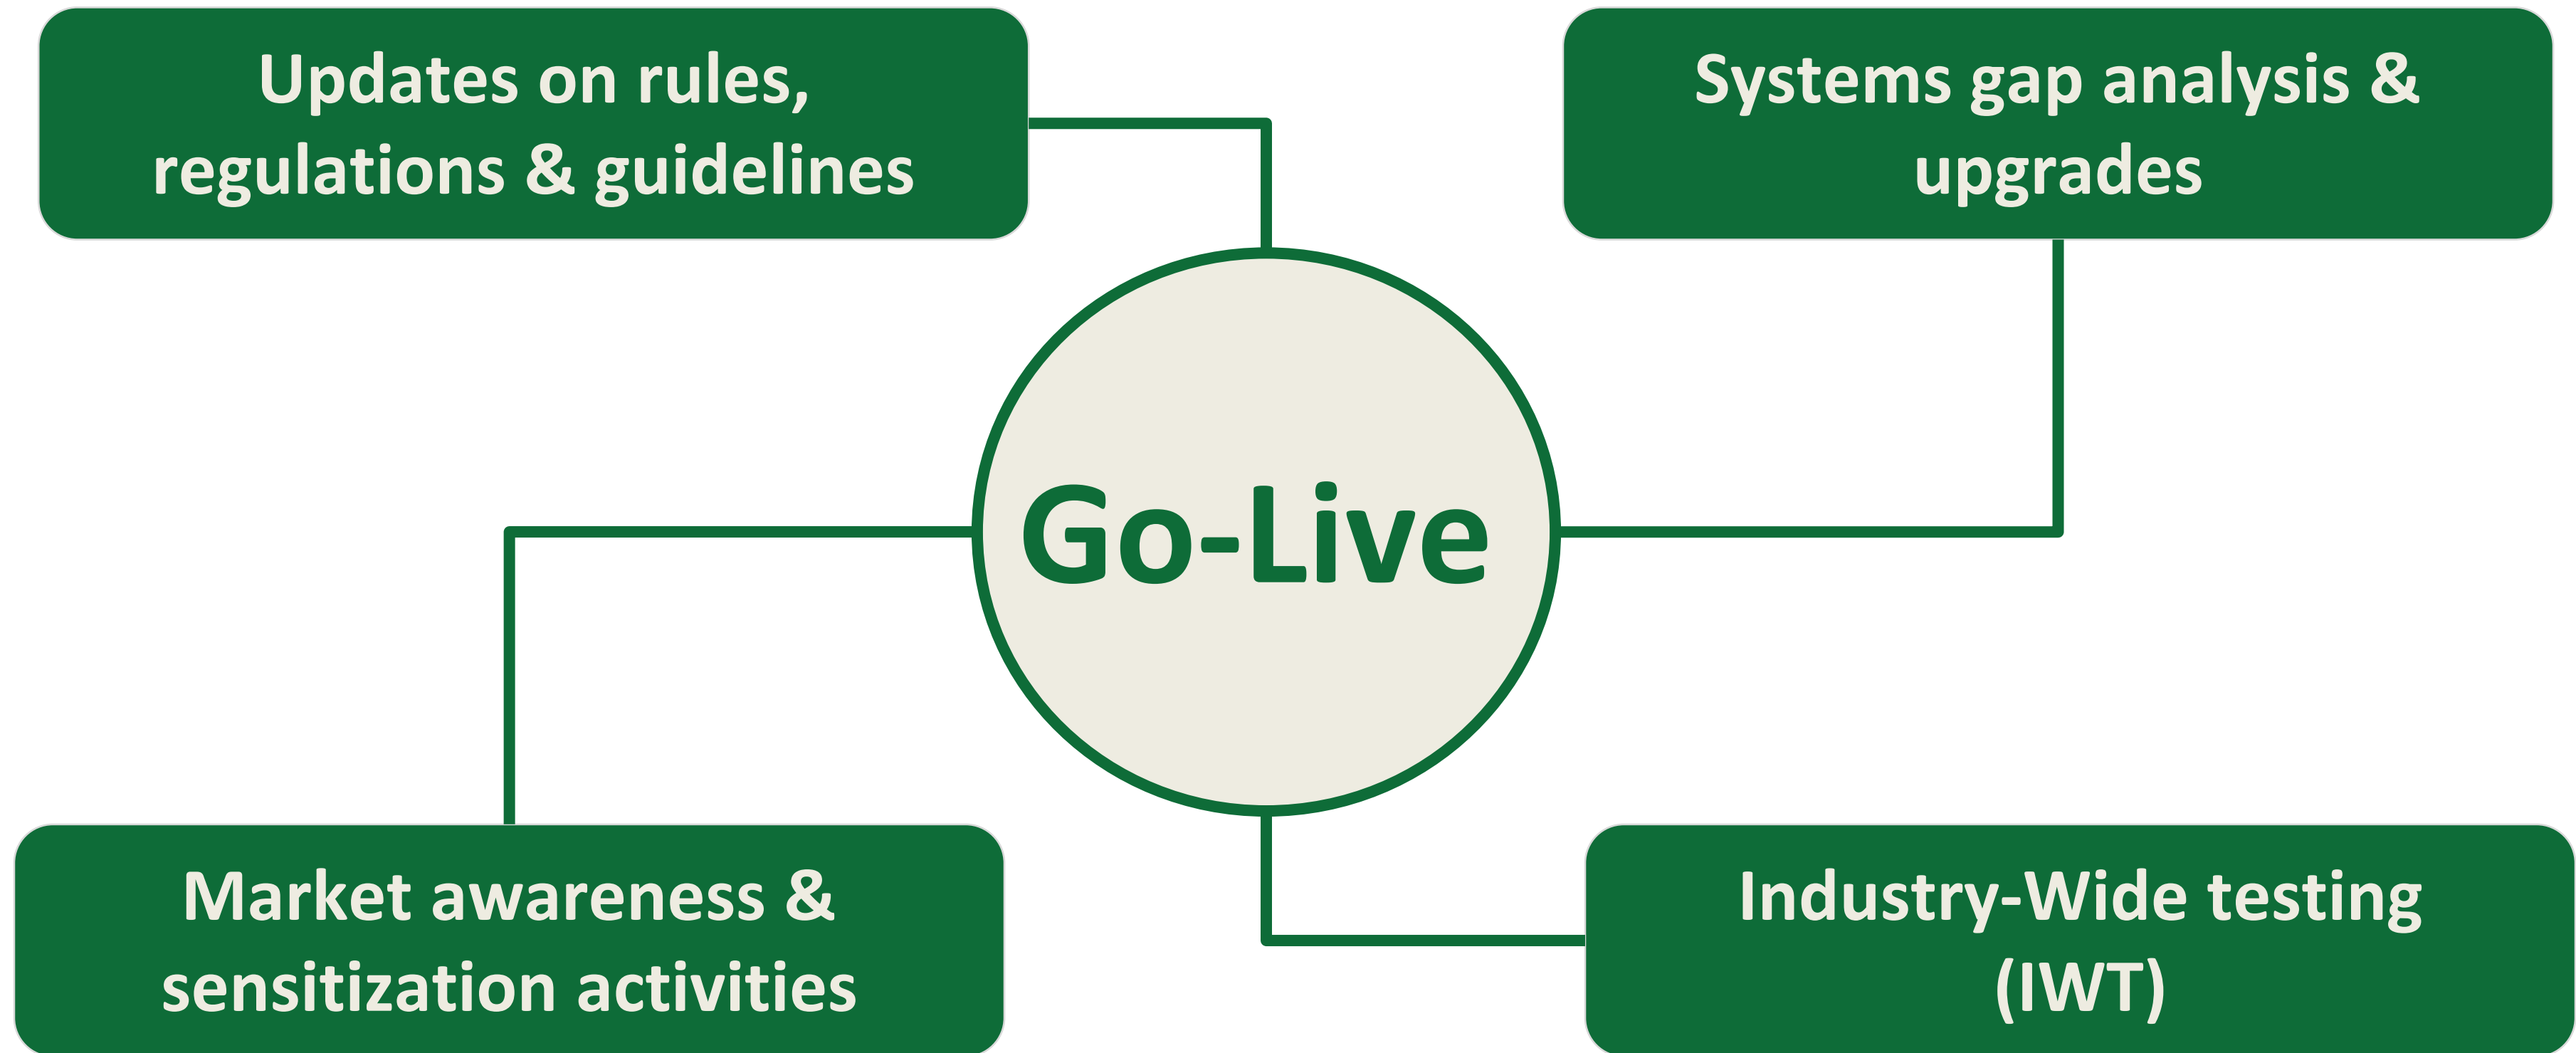 Updates on rules,
regulations & guidelines
Systems gap analysis &
upgrades
Go-Live
Market awareness &
sensitization activities
Industry-Wide testing
(IWT)